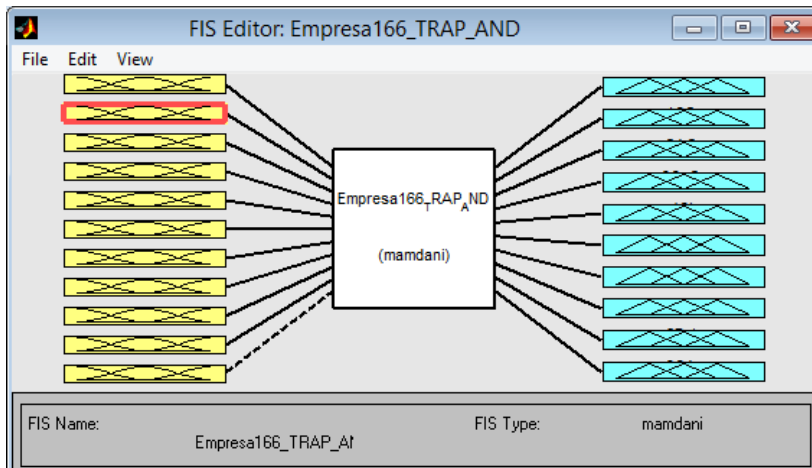 FIS Editor: Empresa166_TRAP_AND
File Edit View
Empresa166_TRAP_AND
(mamdani)
FIS Name:
Empresa166_TRAP_AI
FIS Type:
mamdani